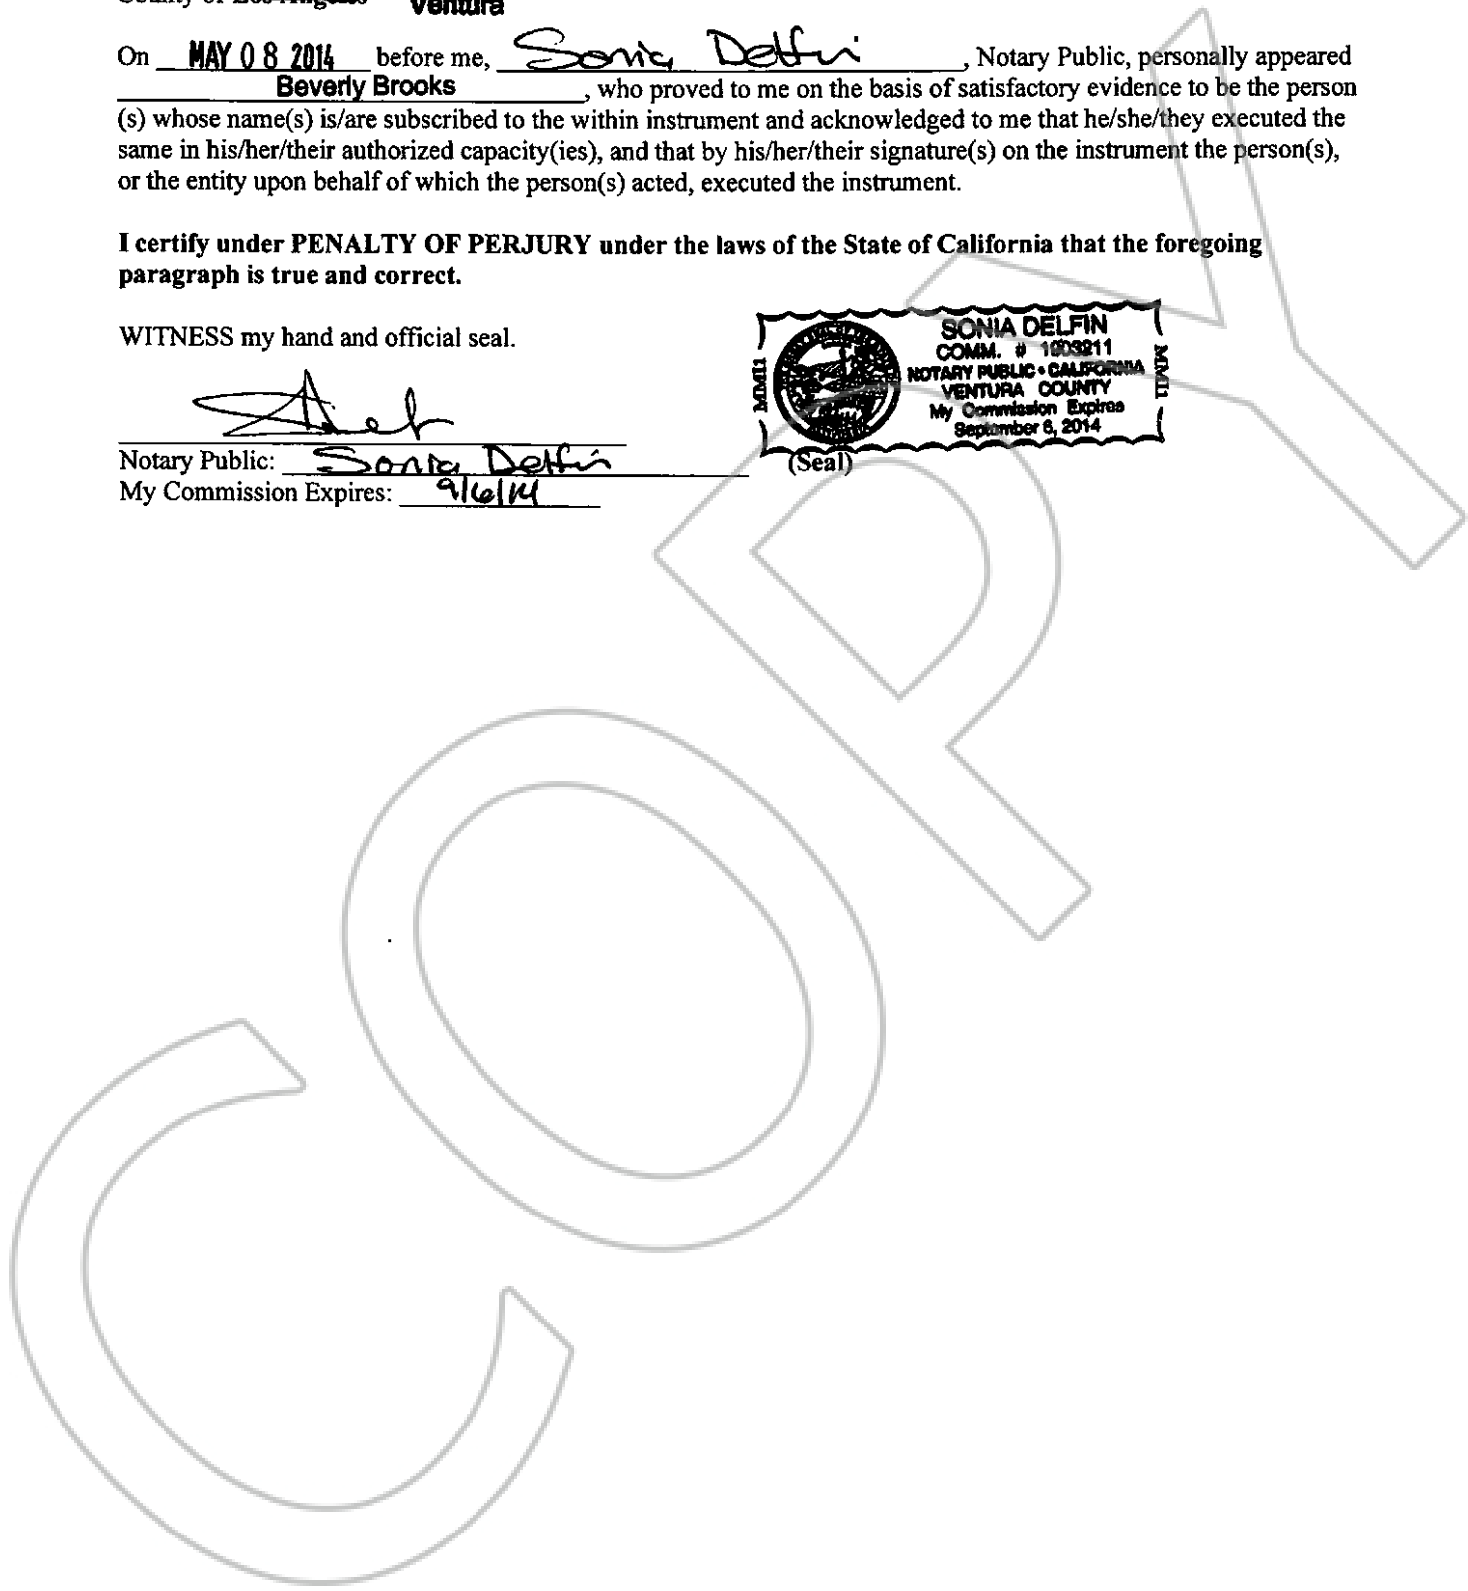 County of Los Angeles Ventura
On MAY 08 2014 before me, Sonia Delfin, Notary Public, personally appeared
Beverly Brooks, who proved to me on the basis of satisfactory evidence to be the person
(s) whose name(s) is/are subscribed to the within instrument and acknowledged to me that he/she/they executed the
same in his/her/their authorized capacity(ies), and that by his/her/their signature(s) on the instrument the person(s),
or the entity upon behalf of which the person(s) acted, executed the instrument.
I certify under PENALTY OF PERJURY under the laws of the State of California that the foregoing
paragraph is true and correct.
WITNESS my hand and official seal.
SONIA DELFIN
COMM. #
NOTARY PUBLIC • CALIFORNIA
VENTURA COUNTY
My Commission Expires
September 6, 2014
MMII1
MMII1
(Seal)
Notary Public: Sonia Delfin
My Commission Expires: 9/6/14
COPY